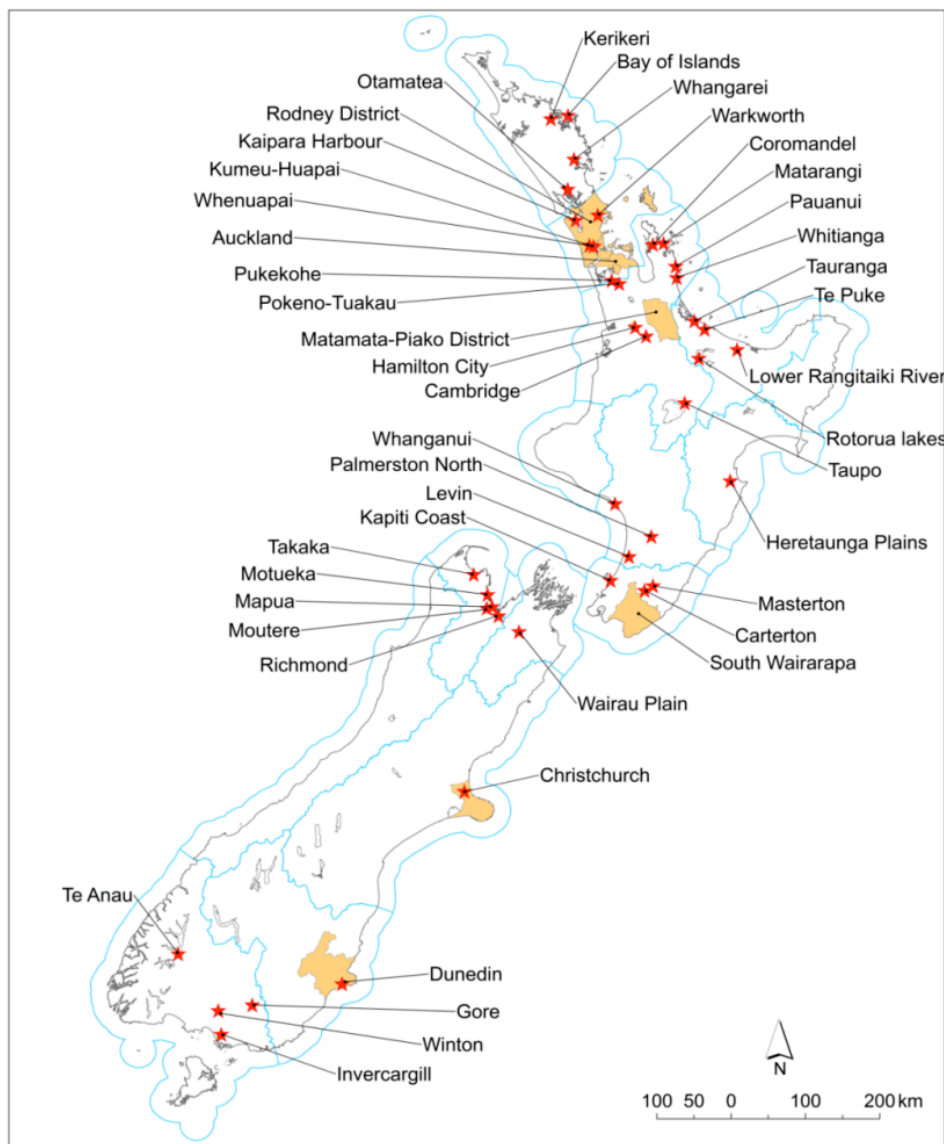 Kerikeri
Bay of Islands
Otamatea
Whangarei
Rodney District
Warkworth
Kaipara Harbour
Coromandel
Kumeu-Huapai
Matarangi
Whenuapai
Pauanui
Auckland
Whitianga
Pukekohe
Tauranga
Pokeno-Tuakau
Te Puke
Matamata-Piako District
Hamilton City
Lower Rangitaiki River
Cambridge
Whanganui
Rotorua lakes
Palmerston North
Taupo
Levin
Kapiti Coast
Heretaunga Plains
Takaka
Motueka
Masterton
Mapua
Carterton
Moutere
South Wairarapa
Richmond
Wairau Plain
Christchurch
Te Anau
Dunedin
Gore
Winton
Invercargill
N
100 50 0 100 200 km